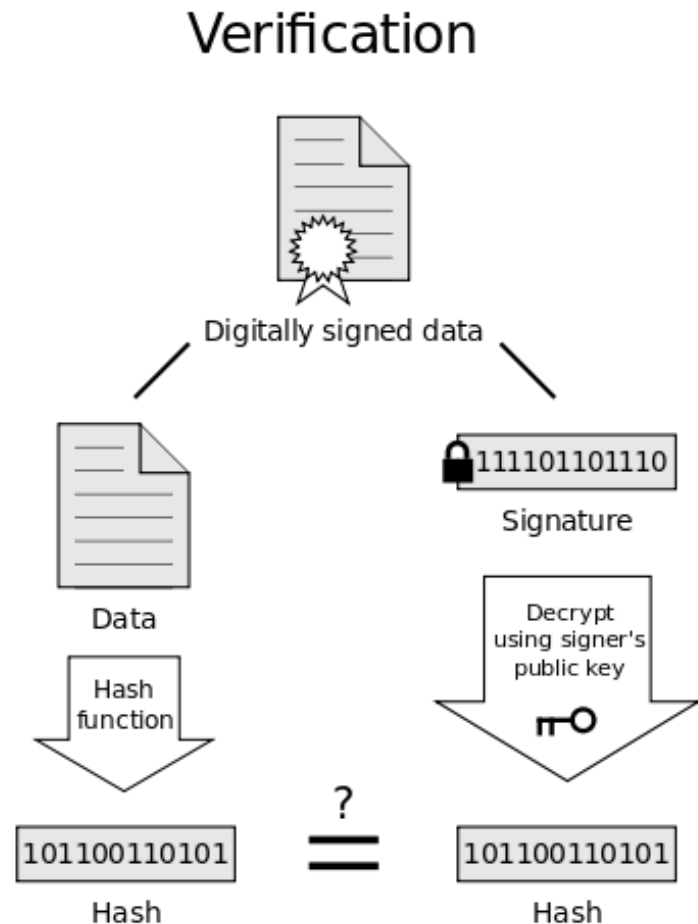 Verification
Digitally signed data
111101101110
Signature
Data
Decrypt
using signer's
public key
Hash
function
?
=
101100110101
101100110101
Hash
Hash